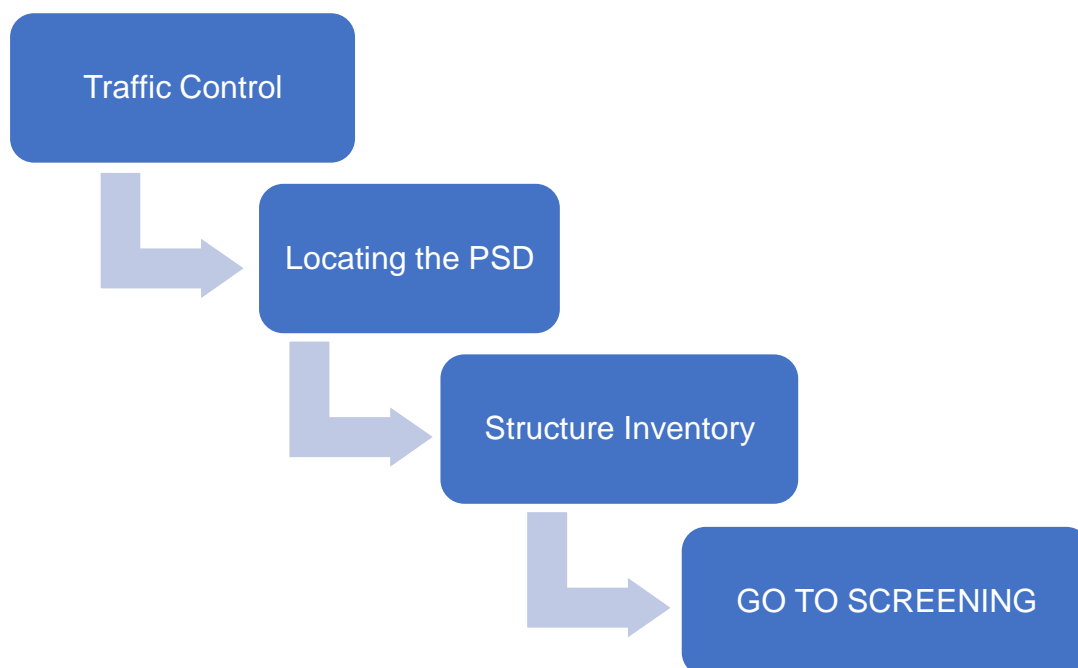 Traffic Control
Locating the PSD
Structure Inventory
GO TO SCREENING